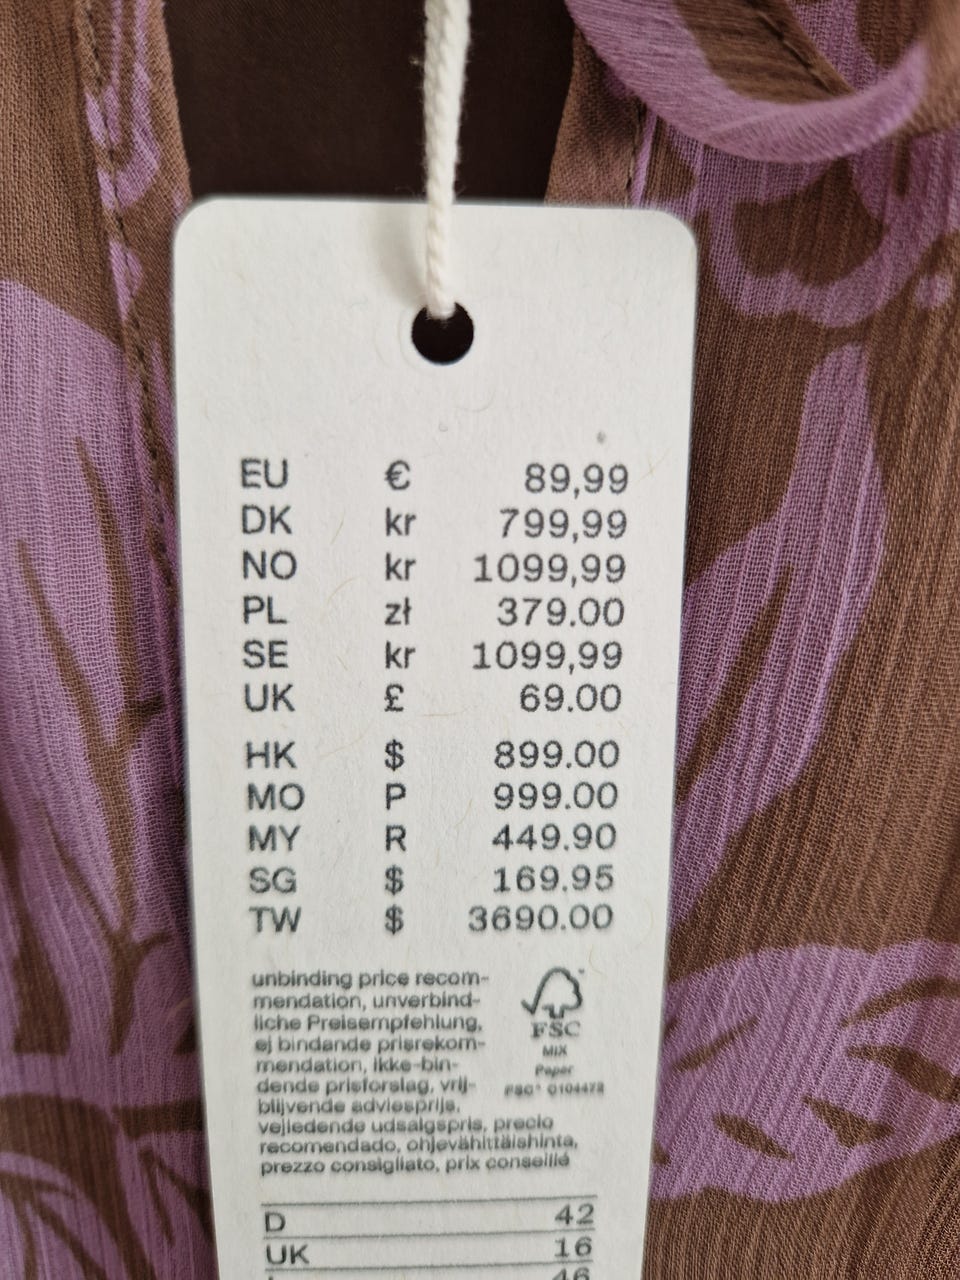 EU € 89,99
DK kr 799,99
NO kr 1099,99
PL zł 379.00
SE kr 1099,99
UK £ 69.00
HK $ 899.00
MO P 999.00
MY R 449.90
SG $ 169.95
TW $ 3690.00
unbinding price recom-
mendation, unverbind-
liche Preisempfehlung,
ej bindande prisrekom-
mendation, ikke-bin-
dende prisforslag, vrij-
blijvende adviesprijs,
vejledende udsalgspris, precio
recomendado, ohjevähittäishinta,
prezzo consigliato, prix conseillé
FSC
MIX
Paper
FSC® C104478
D 42
UK 16
46